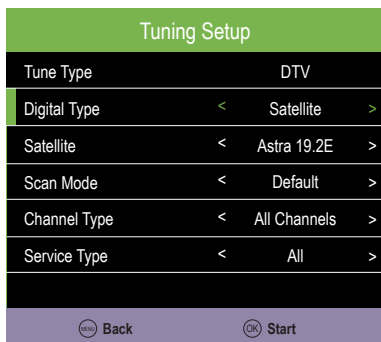 Tuning Setup
Tune Type DTV
Digital Type < Satellite >
Satellite < Astra 19.2E >
Scan Mode < Default >
Channel Type < All Channels >
Service Type < All >
MENU Back OK Start